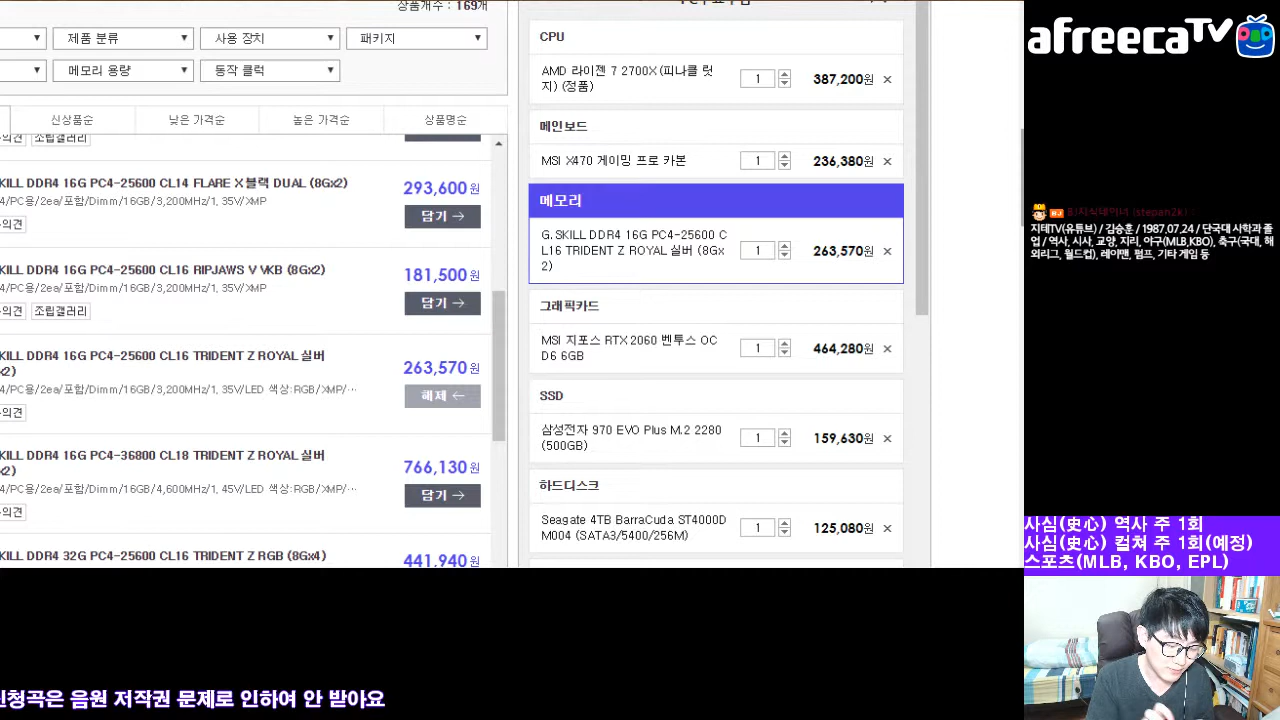 상품개수 : 169개
제품 분류
사용 장치
패키지
메모리 용량
동작 클럭
신상품순
낮은 가격순
높은 가격순
상품명순
의견
조립갤러리
KILL DDR4 16G PC4-25600 CL14 FLARE X 블랙 DUAL (8Gx2)
293,600원
4/PC용/2ea/포함/Dimm/16GB/3,200MHz/1, 35V/XMP
담기 →
의견
KILL DDR4 16G PC4-25600 CL16 RIPJAWS V VKB (8Gx2)
181,500원
4/PC용/2ea/포함/Dimm/16GB/3,200MHz/1, 35V/XMP
담기 →
의견
조립갤러리
KILL DDR4 16G PC4-25600 CL16 TRIDENT Z ROYAL 실버
x2)
263,570원
4/PC용/2ea/포함/Dimm/16GB/3,200MHz/1, 35V/LED 색상:RGB/XMP/···
해제 ←
의견
KILL DDR4 16G PC4-36800 CL18 TRIDENT Z ROYAL 실버
x2)
766,130원
4/PC용/2ea/포함/Dimm/16GB/4,600MHz/1, 45V/LED 색상:RGB/XMP/···
담기 →
의견
KILL DDR4 32G PC4-25600 CL16 TRIDENT Z RGB (8Gx4)
441,940원
CPU
AMD 라이젠 7 2700X (피나클 릿
지) (정품)
1
387,200원 ×
메인보드
MSI X470 게이밍 프로 카본
1
236,380원 ×
메모리
G.SKILL DDR4 16G PC4-25600 C
L16 TRIDENT Z ROYAL 실버 (8Gx
2)
1
263,570원 ×
그래픽카드
MSI 지포스 RTX 2060 벤투스 OC
D6 6GB
1
464,280원 ×
SSD
삼성전자 970 EVO Plus M.2 2280
(500GB)
1
159,630원 ×
하드디스크
Seagate 4TB BarraCuda ST4000D
M004 (SATA3/5400/256M)
1
125,080원 ×
afreecaTV
BJ BJ지식테이너 (stepan2k) :
지테TV(유튜브) / 김승훈 / 1987.07.24 / 단국대 사학과 졸
업 / 역사, 시사, 교양, 지리, 야구(MLB,KBO), 축구(국대, 해
외리그, 월드컵), 레이맨, 펌프, 기타 게임 등
사심(史心) 역사 주 1회
사심(史心) 컬쳐 주 1회(예정)
스포츠(MLB, KBO, EPL)
신청곡은 음원 저작권 문제로 인하여 안 받아요